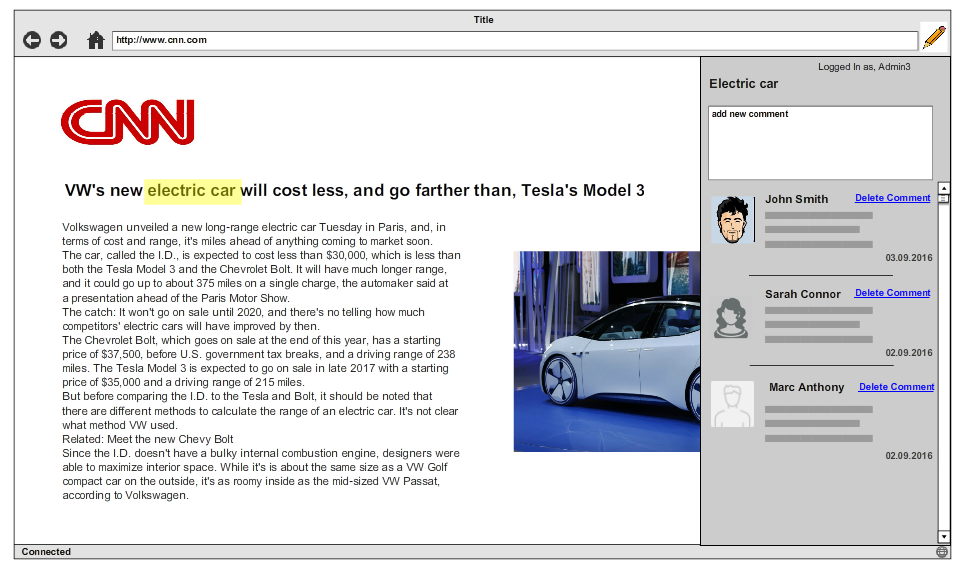 Title
http://www.cnn.com
Logged In as, Admin3
Electric car
add new comment
CNN
VW's new electric car will cost less, and go farther than, Tesla's Model 3
Volkswagen unveiled a new long-range electric car Tuesday in Paris, and, in
terms of cost and range, it's miles ahead of anything coming to market soon.
The car, called the I.D., is expected to cost less than $30,000, which is less than
both the Tesla Model 3 and the Chevrolet Bolt. It will have much longer range,
and it could go up to about 375 miles on a single charge, the automaker said at
a presentation ahead of the Paris Motor Show.
The catch: It won't go on sale until 2020, and there's no telling how much
competitors' electric cars will have improved by then.
The Chevrolet Bolt, which goes on sale at the end of this year, has a starting
price of $37,500, before U.S. government tax breaks, and a driving range of 238
miles. The Tesla Model 3 is expected to go on sale in late 2017 with a starting
price of $35,000 and a driving range of 215 miles.
But before comparing the I.D. to the Tesla and Bolt, it should be noted that
there are different methods to calculate the range of an electric car. It's not clear
what method VW used.
Related: Meet the new Chevy Bolt
Since the I.D. doesn't have a bulky internal combustion engine, designers were
able to maximize interior space. While it's is about the same size as a VW Golf
compact car on the outside, it's as roomy inside as the mid-sized VW Passat,
according to Volkswagen.
John Smith
Delete Comment
03.09.2016
Sarah Connor
Delete Comment
02.09.2016
Marc Anthony
Delete Comment
02.09.2016
Connected